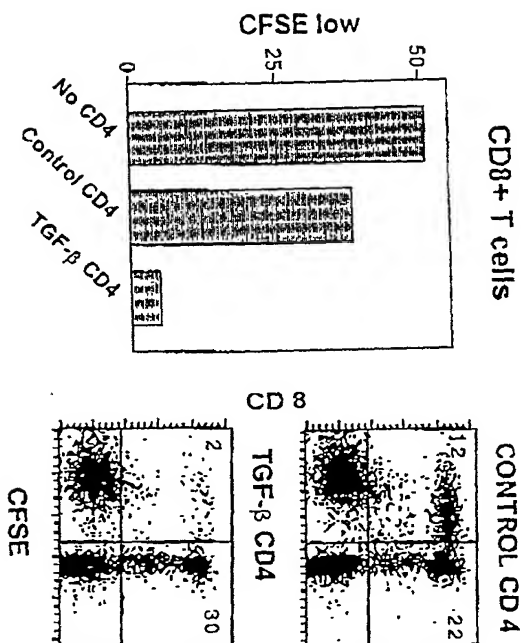 CD8+ T cells
CFSE low
50
25
0
No CD4
Control CD4
TGF-β CD4
CONTROL CD 4
12
22
CD 8
TGF-β CD4
2
30
CFSE